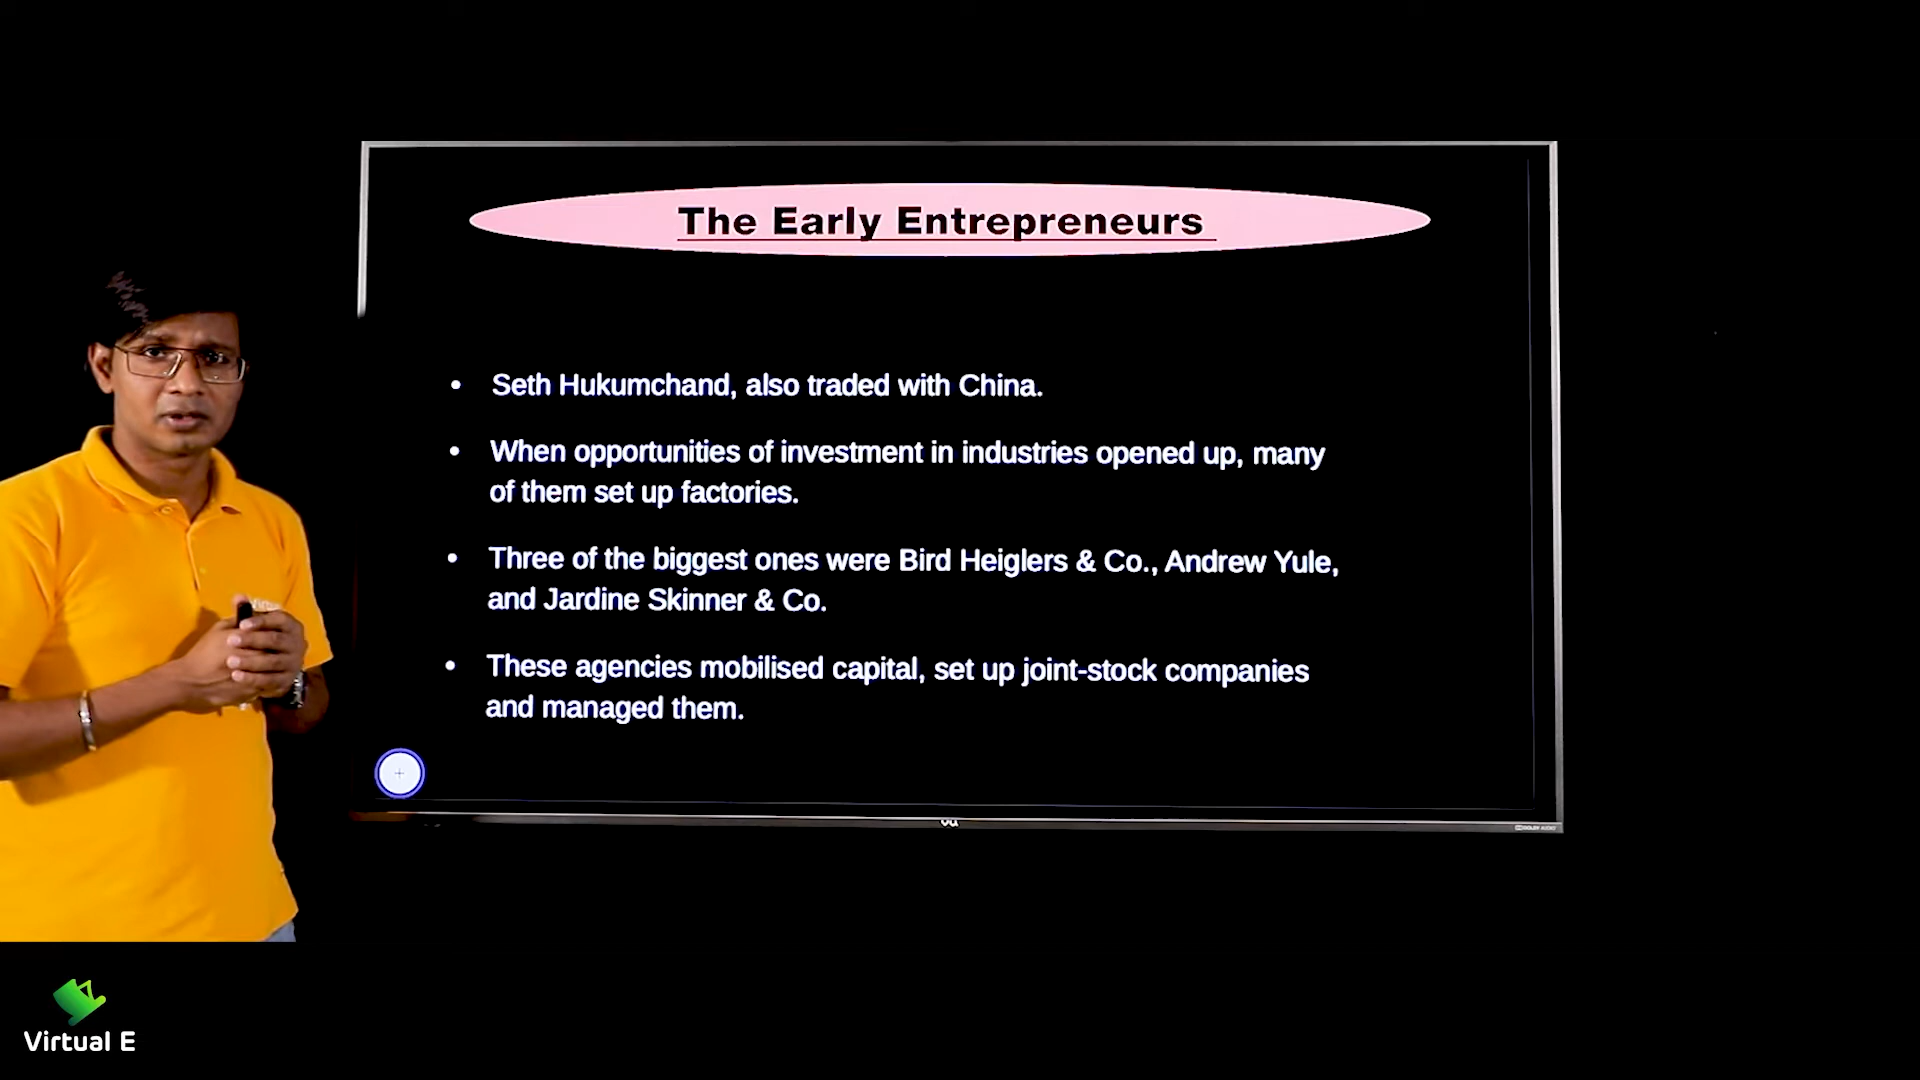 The Early Entrepreneurs
• Seth Hukumchand, also traded with China.
• When opportunities of investment in industries opened up, many
of them set up factories.
• Three of the biggest ones were Bird Heiglers & Co., Andrew Yule,
and Jardine Skinner & Co.
• These agencies mobilised capital, set up joint-stock companies
and managed them.
Virtual E